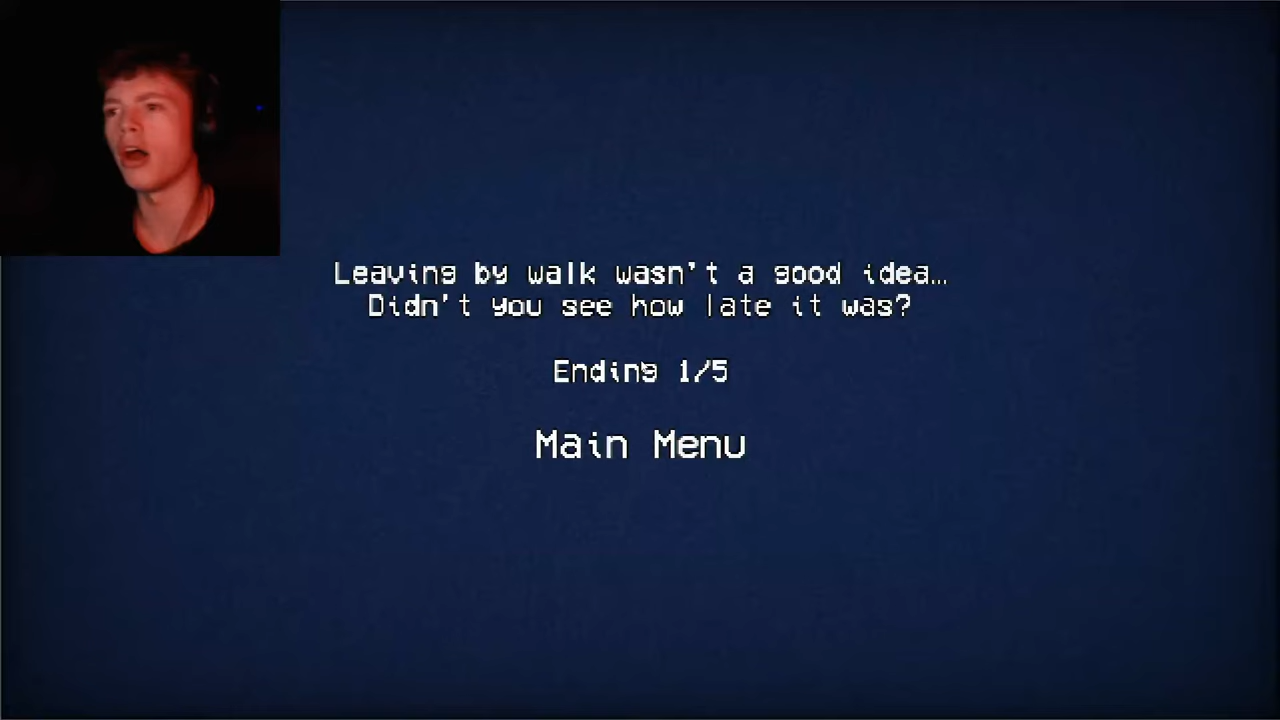 Leaving by walk wasn't a good idea…
Didn't you see how late it was?
Ending 1/5
Main Menu